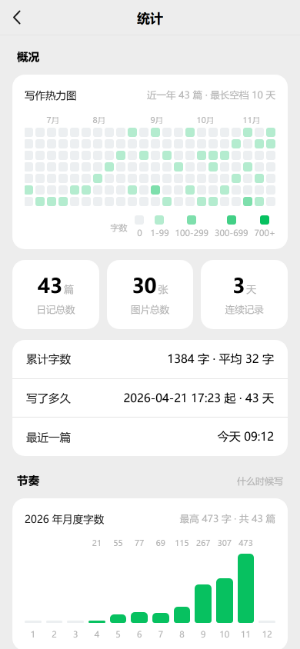 统计
概况
写作热力图 近一年 43 篇 · 最长空档 10 天
7月 8月 9月 10月 11月
字数 0 1-99 100-299 300-699 700+
43篇 30张 3天
日记总数 图片总数 连续记录
累计字数 1384 字 · 平均 32 字
写了多久 2026-04-21 17:23 起 · 43 天
最近一篇 今天 09:12
节奏 什么时候写
2026 年月度字数 最高 473 字 · 共 43 篇
21 55 77 69 115 267 307 473
1 2 3 4 5 6 7 8 9 10 11 12